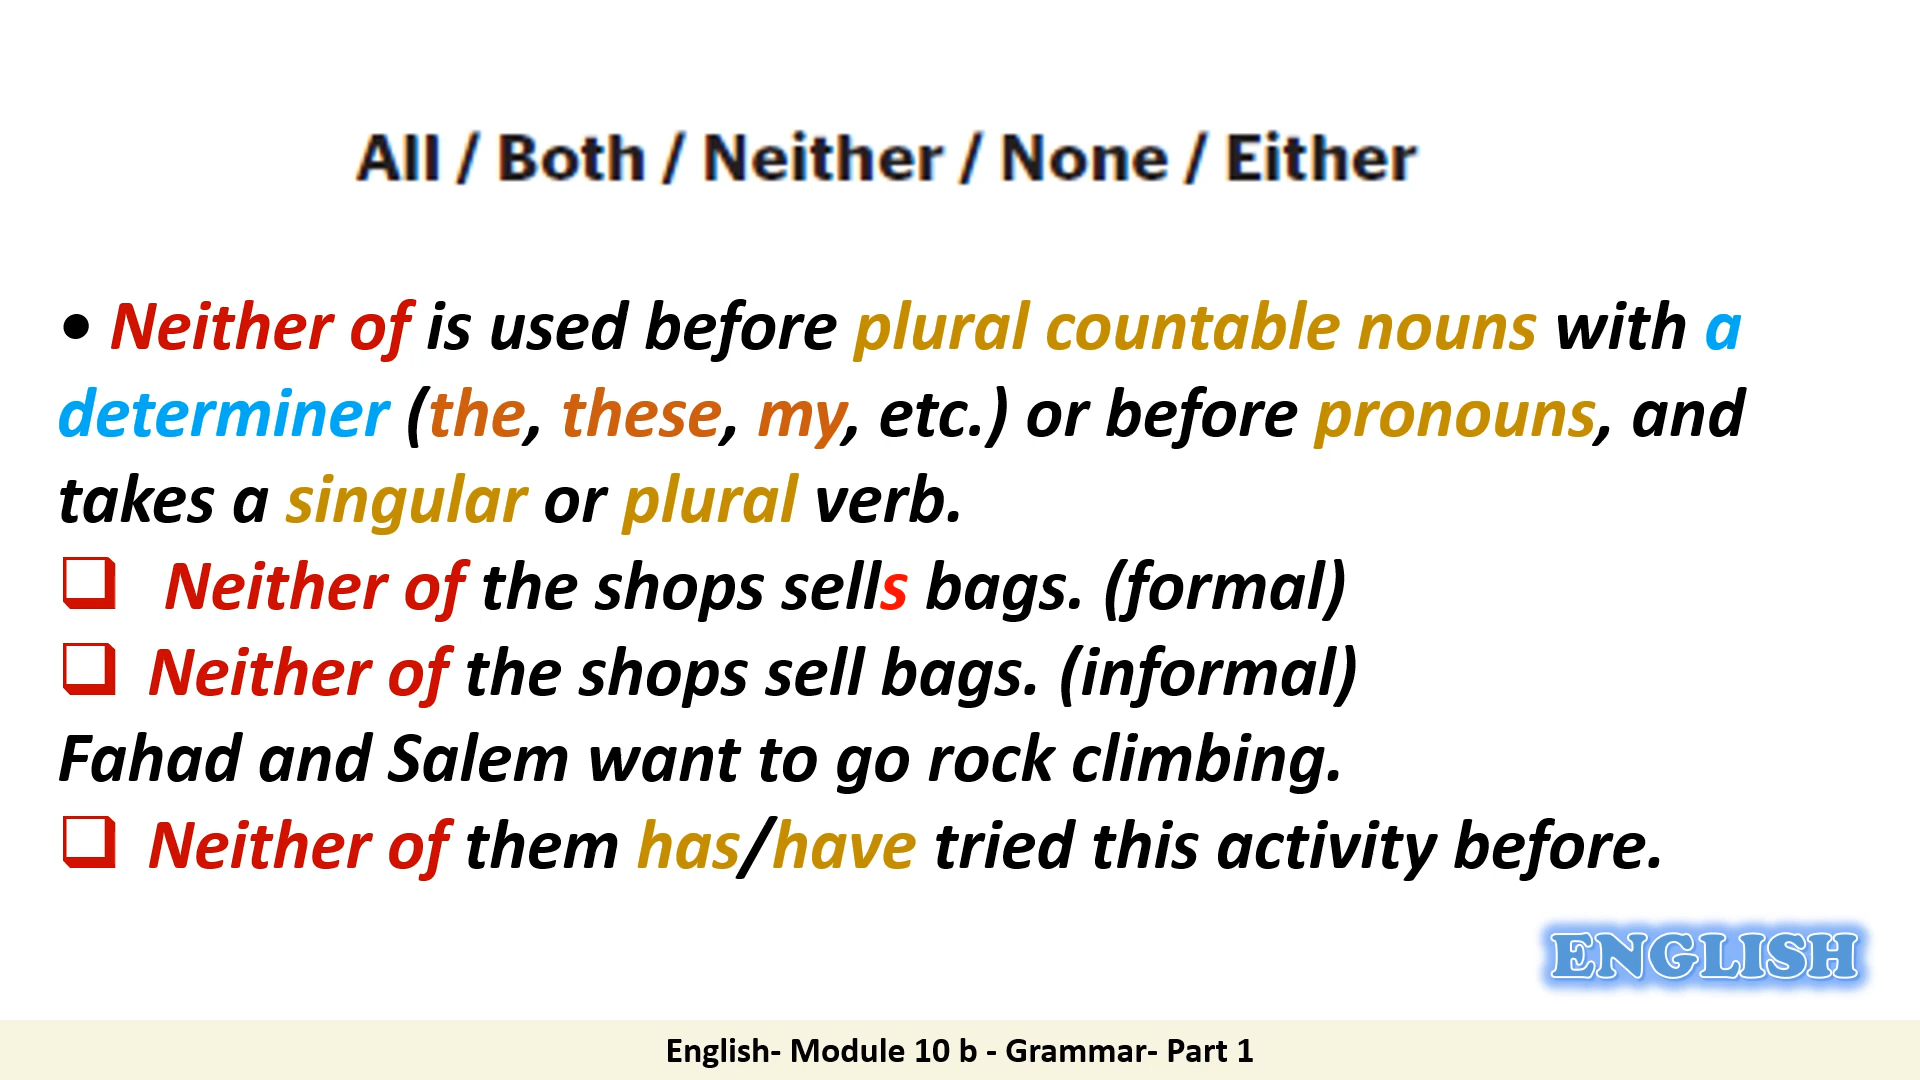 All / Both / Neither / None / Either
• Neither of is used before plural countable nouns with a
determiner (the, these, my, etc.) or before pronouns, and
takes a singular or plural verb.
❑ Neither of the shops sells bags. (formal)
❑ Neither of the shops sell bags. (informal)
Fahad and Salem want to go rock climbing.
❑ Neither of them has/have tried this activity before.
ENGLISH
English- Module 10 b - Grammar- Part 1